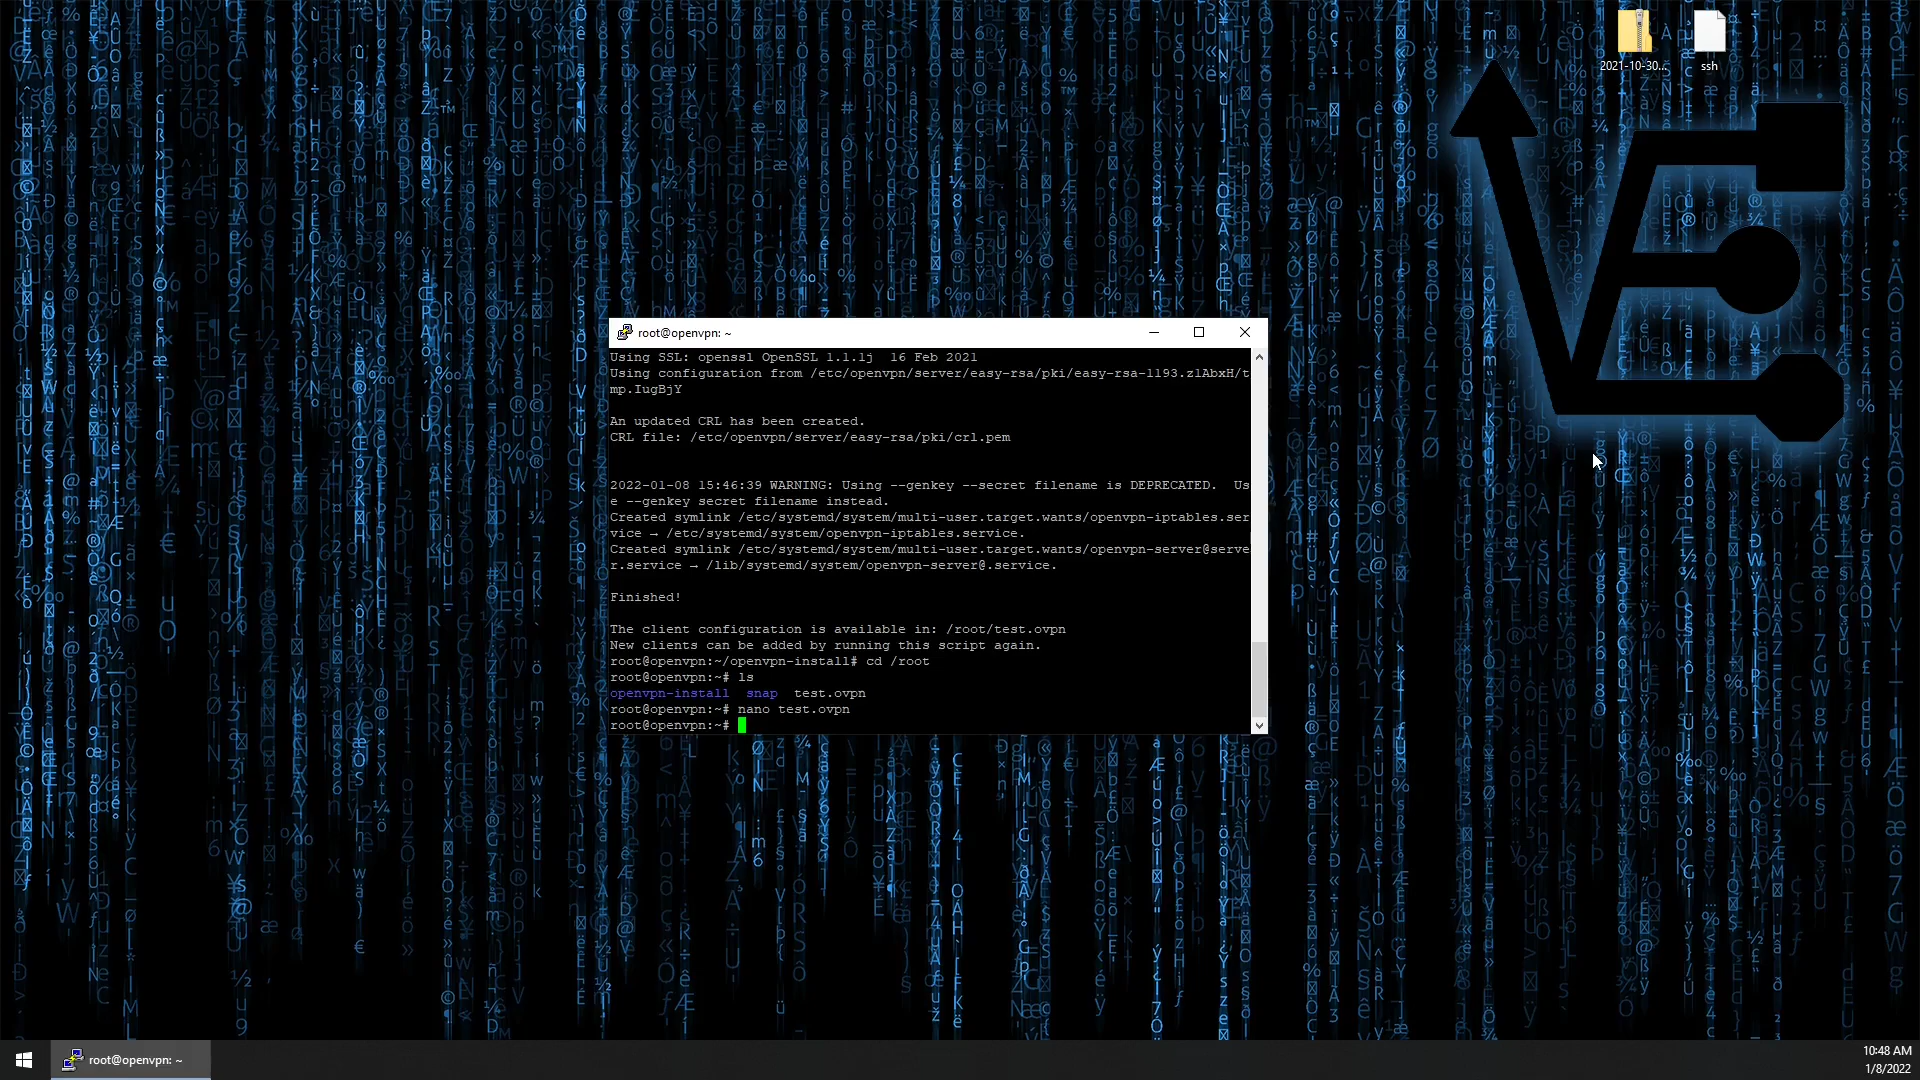 2021-10-30...
ssh
root@openvpn: ~
Using SSL: openssl OpenSSL 1.1.1j  16 Feb 2021
Using configuration from /etc/openvpn/server/easy-rsa/pki/easy-rsa-1193.zlAbxH/t
mp.IugBjY
An updated CRL has been created.
CRL file: /etc/openvpn/server/easy-rsa/pki/crl.pem
2022-01-08 15:46:39 WARNING: Using --genkey --secret filename is DEPRECATED.  Us
e --genkey secret filename instead.
Created symlink /etc/systemd/system/multi-user.target.wants/openvpn-iptables.ser
vice → /etc/systemd/system/openvpn-iptables.service.
Created symlink /etc/systemd/system/multi-user.target.wants/openvpn-server@serve
r.service → /lib/systemd/system/openvpn-server@.service.
Finished!
The client configuration is available in: /root/test.ovpn
New clients can be added by running this script again.
root@openvpn:~/openvpn-install# cd /root
root@openvpn:~# ls
openvpn-install  snap  test.ovpn
root@openvpn:~# nano test.ovpn
root@openvpn:~#
root@openvpn: ~
10:48 AM
1/8/2022